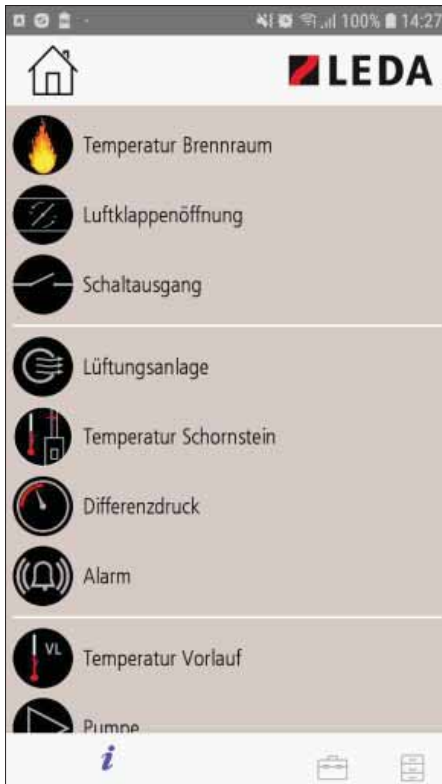 100% 14:27
LEDA
Temperatur Brennraum
Luftklappenöffnung
Schaltausgang
Lüftungsanlage
Temperatur Schornstein
Differenzdruck
Alarm
VL
Temperatur Vorlauf
Pumpe
i